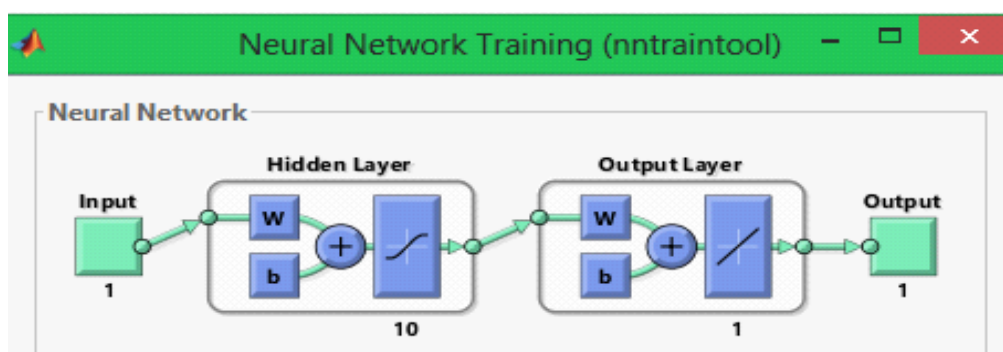 Neural Network Training (nntraintool)
Neural Network
Hidden Layer
Output Layer
Input
Output
W
W
b
b
1
10
1
1